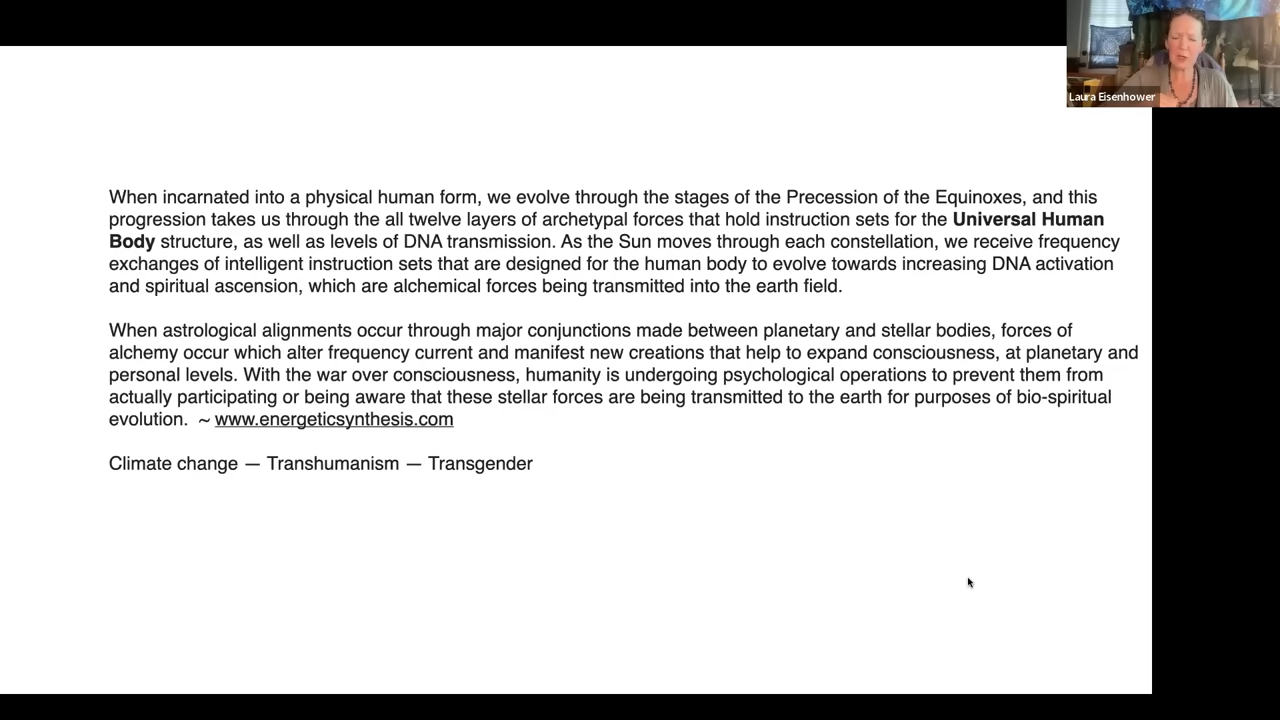 Laura Eisenhower
When incarnated into a physical human form, we evolve through the stages of the Precession of the Equinoxes, and this
progression takes us through the all twelve layers of archetypal forces that hold instruction sets for the Universal Human
Body structure, as well as levels of DNA transmission. As the Sun moves through each constellation, we receive frequency
exchanges of intelligent instruction sets that are designed for the human body to evolve towards increasing DNA activation
and spiritual ascension, which are alchemical forces being transmitted into the earth field.
When astrological alignments occur through major conjunctions made between planetary and stellar bodies, forces of
alchemy occur which alter frequency current and manifest new creations that help to expand consciousness, at planetary and
personal levels. With the war over consciousness, humanity is undergoing psychological operations to prevent them from
actually participating or being aware that these stellar forces are being transmitted to the earth for purposes of bio-spiritual
evolution. ~ www.energeticsynthesis.com
Climate change — Transhumanism — Transgender